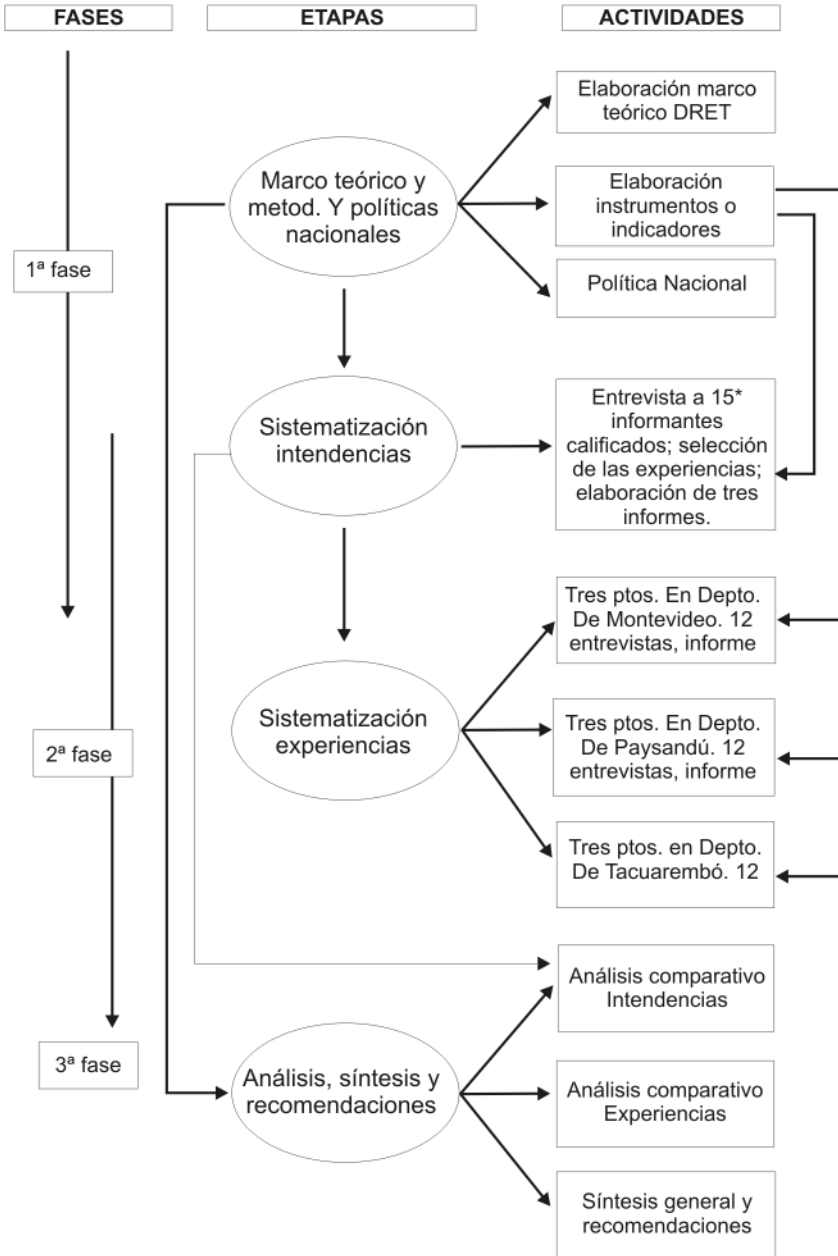 FASES
ETAPAS
ACTIVIDADES
Elaboración marco
teórico DRET
Marco teórico y
metod. Y políticas
nacionales
Elaboración
instrumentos o
indicadores
1ª fase
Política Nacional
Sistematización
intendencias
Entrevista a 15*
informantes
calificados; selección
de las experiencias;
elaboración de tres
informes.
Tres ptos. En Depto.
De Montevideo. 12
entrevistas, informe
Sistematización
experiencias
2ª fase
Tres ptos. En Depto.
De Paysandú. 12
entrevistas, informe
Tres ptos. en Depto.
De Tacuarembó. 12
Análisis comparativo
Intendencias
3ª fase
Análisis, síntesis y
recomendaciones
Análisis comparativo
Experiencias
Síntesis general y
recomendaciones